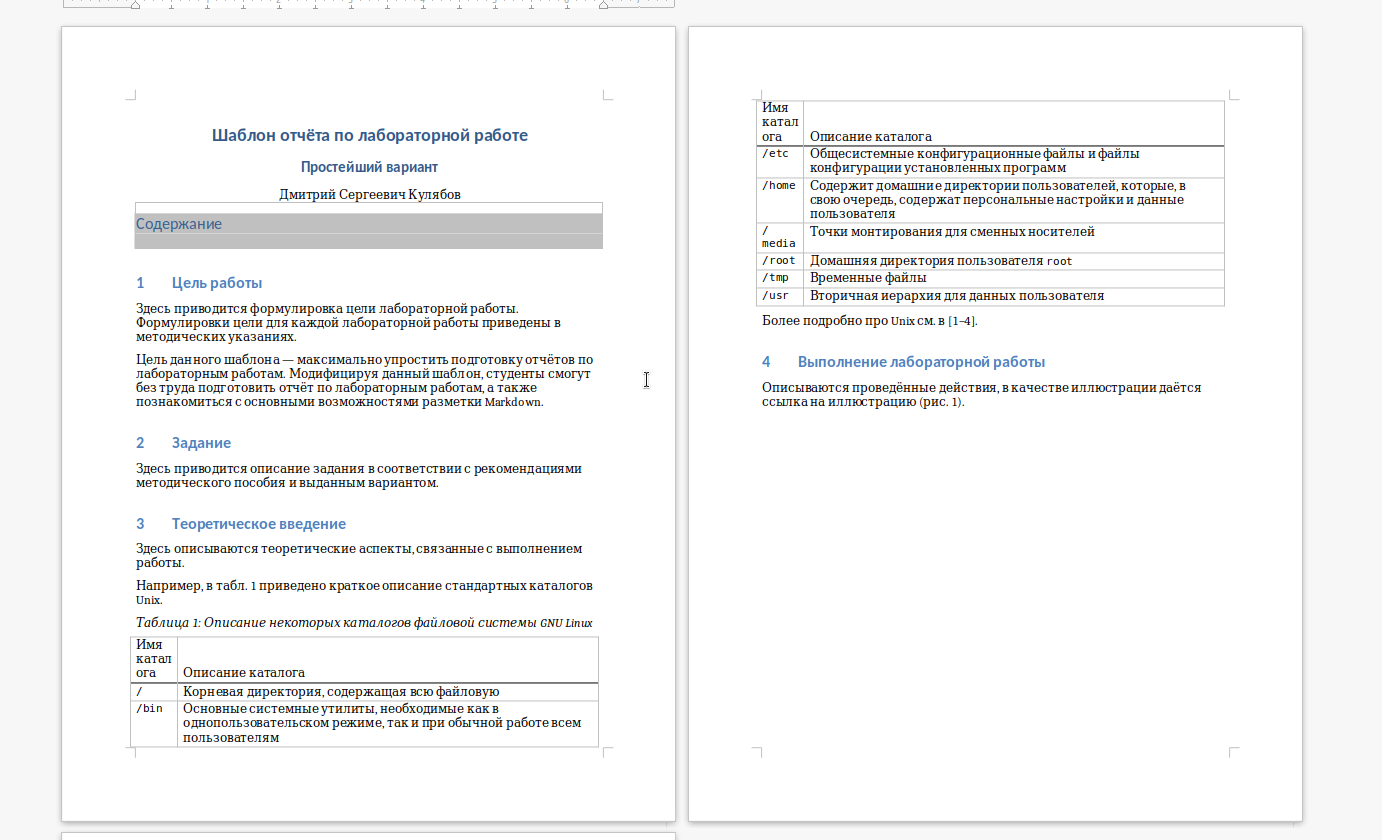 Шаблон отчёта по лабораторной работе
Простейший вариант
Дмитрий Сергеевич Кулябов
Содержание
1 Цель работы
Здесь приводится формулировка цели лабораторной работы.
Формулировки цели для каждой лабораторной работы приведены в
методических указаниях.
Цель данного шаблона — максимально упростить подготовку отчётов по
лабораторным работам. Модифицируя данный шаблон, студенты смогут
без труда подготовить отчёт по лабораторным работам, а также
познакомиться с основными возможностями разметки Markdown.
2 Задание
Здесь приводится описание задания в соответствии с рекомендациями
методического пособия и выданным вариантом.
3 Теоретическое введение
Здесь описываются теоретические аспекты, связанные с выполнением
работы.
Например, в табл. 1 приведено краткое описание стандартных каталогов
Unix.
Таблица 1: Описание некоторых каталогов файловой системы GNU Linux
Имя
катал
ога Описание каталога
/ Корневая директория, содержащая всю файловую
/bin Основные системные утилиты, необходимые как в
однопользовательском режиме, так и при обычной работе всем
пользователям
Имя
катал
ога Описание каталога
/etc Общесистемные конфигурационные файлы и файлы
конфигурации установленных программ
/home Содержит домашние директории пользователей, которые, в
свою очередь, содержат персональные настройки и данные
пользователя
/ Точки монтирования для сменных носителей
media
/root Домашняя директория пользователя root
/tmp Временные файлы
/usr Вторичная иерархия для данных пользователя
Более подробно про Unix см. в [1–4].
4 Выполнение лабораторной работы
Описываются проведённые действия, в качестве иллюстрации даётся
ссылка на иллюстрацию (рис. 1).